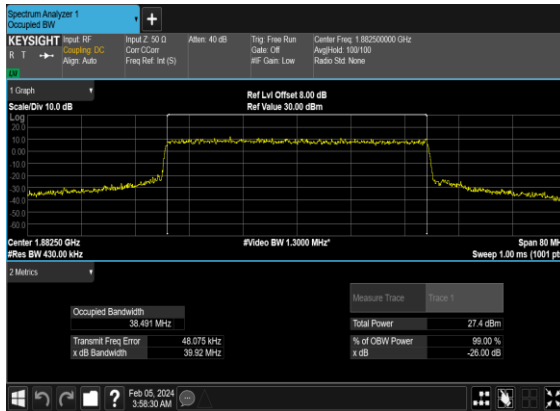 Spectrum Analyzer 1
Occupied BW
KEYSIGHT
R T
Input: RF
Coupling: DC
Align: Auto
Input Z: 50 Ω
Corr CCorr
Freq Ref: Int (S)
Atten: 40 dB
Trig: Free Run
Gate: Off
#IF Gain: Low
Center Freq: 1.882500000 GHz
Avg|Hold: 100/100
Radio Std: None
1 Graph
Scale/Div 10.0 dB
Ref Lvl Offset 8.00 dB
Ref Value 30.00 dBm
Log
20.0
10.0
0.00
-10.0
-20.0
-30.0
-40.0
-50.0
-60.0
Center 1.88250 GHz
#Video BW 1.3000 MHz*
Span 80 MH
#Res BW 430.00 kHz
Sweep 1.00 ms (1001 pt
2 Metrics
Measure Trace Trace 1
Occupied Bandwidth
38.491 MHz
Total Power 27.4 dBm
Transmit Freq Error 48.075 kHz
% of OBW Power 99.00 %
x dB Bandwidth 39.92 MHz
x dB -26.00 dB
?
Feb 05, 2024
3:58:30 AM